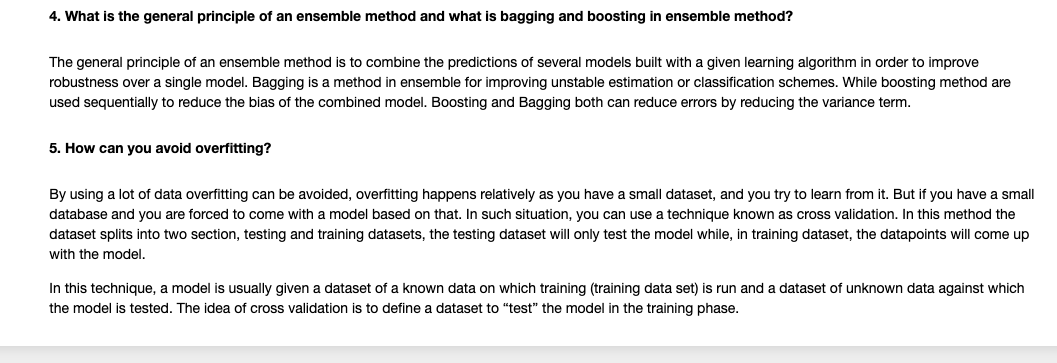 4. What is the general principle of an ensemble method and what is bagging and boosting in ensemble method?
The general principle of an ensemble method is to combine the predictions of several models built with a given learning algorithm in order to improve
robustness over a single model. Bagging is a method in ensemble for improving unstable estimation or classification schemes. While boosting method are
used sequentially to reduce the bias of the combined model. Boosting and Bagging both can reduce errors by reducing the variance term.
5. How can you avoid overfitting?
By using a lot of data overfitting can be avoided, overfitting happens relatively as you have a small dataset, and you try to learn from it. But if you have a small
database and you are forced to come with a model based on that. In such situation, you can use a technique known as cross validation. In this method the
dataset splits into two section, testing and training datasets, the testing dataset will only test the model while, in training dataset, the datapoints will come up
with the model.
In this technique, a model is usually given a dataset of a known data on which training (training data set) is run and a dataset of unknown data against which
the model is tested. The idea of cross validation is to define a dataset to “test” the model in the training phase.